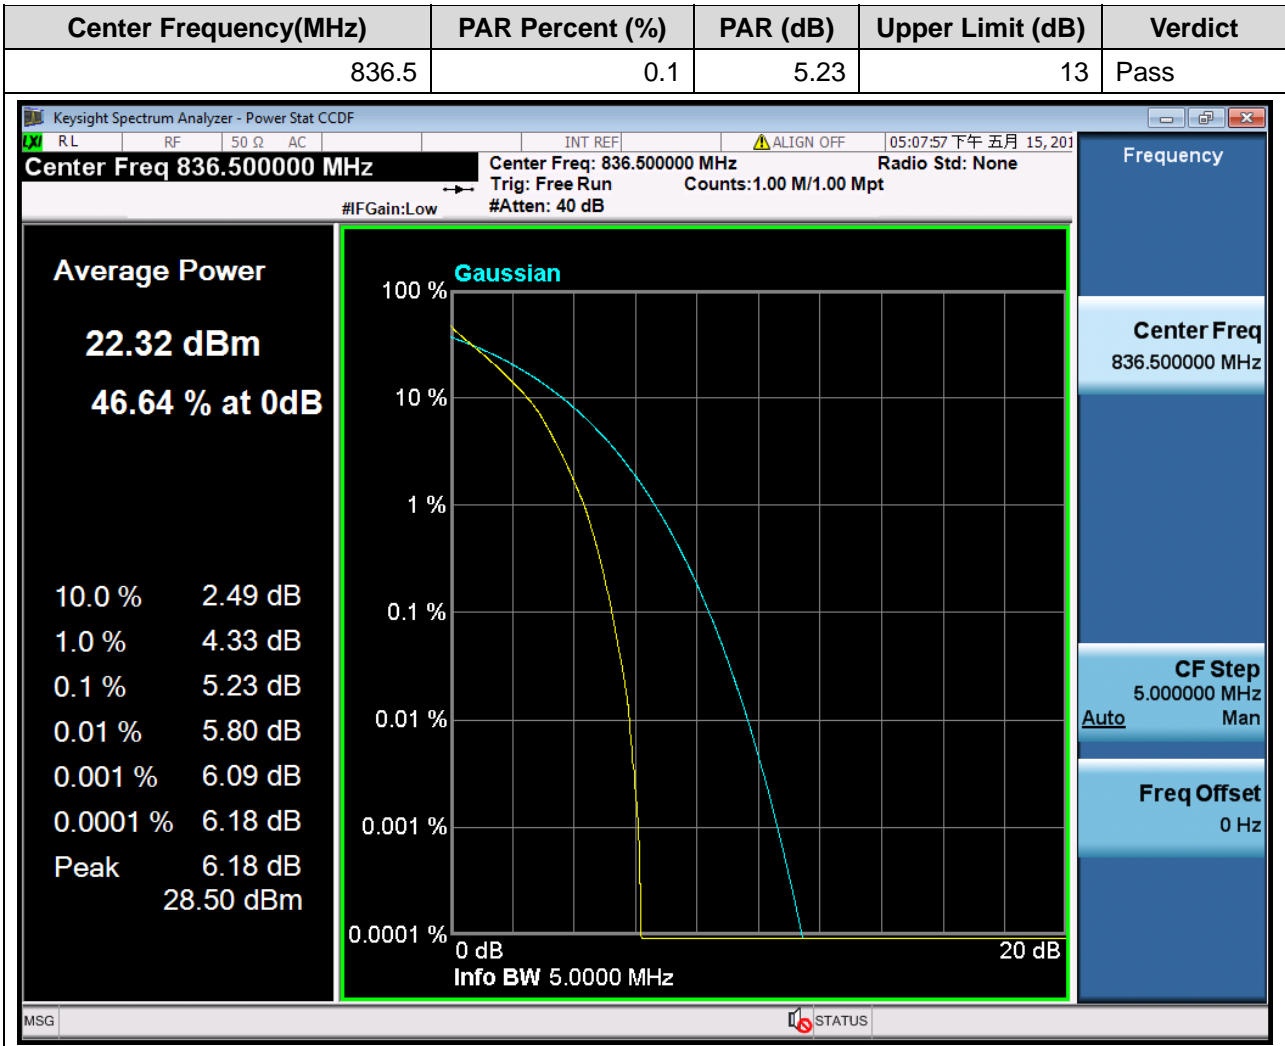 Center Frequency(MHz) PAR Percent (%) PAR (dB) Upper Limit (dB) Verdict
836.5 0.1 5.23 13 Pass
Keysight Spectrum Analyzer - Power Stat CCDF
LXI RL RF 50 Ω AC INT REF ALIGN OFF 05:07:57 下午 五月 15, 201
Center Freq 836.500000 MHz
Center Freq: 836.500000 MHz Radio Std: None
Trig: Free Run Counts:1.00 M/1.00 Mpt
#IFGain:Low #Atten: 40 dB
Average Power
22.32 dBm
46.64 % at 0dB
10.0 % 2.49 dB
1.0 % 4.33 dB
0.1 % 5.23 dB
0.01 % 5.80 dB
0.001 % 6.09 dB
0.0001 % 6.18 dB
Peak 6.18 dB
28.50 dBm
Gaussian
100 %
10 %
1 %
0.1 %
0.01 %
0.001 %
0.0001 %
0 dB 20 dB
Info BW 5.0000 MHz
Frequency
Center Freq
836.500000 MHz
CF Step
5.000000 MHz
Auto Man
Freq Offset
0 Hz
MSG STATUS